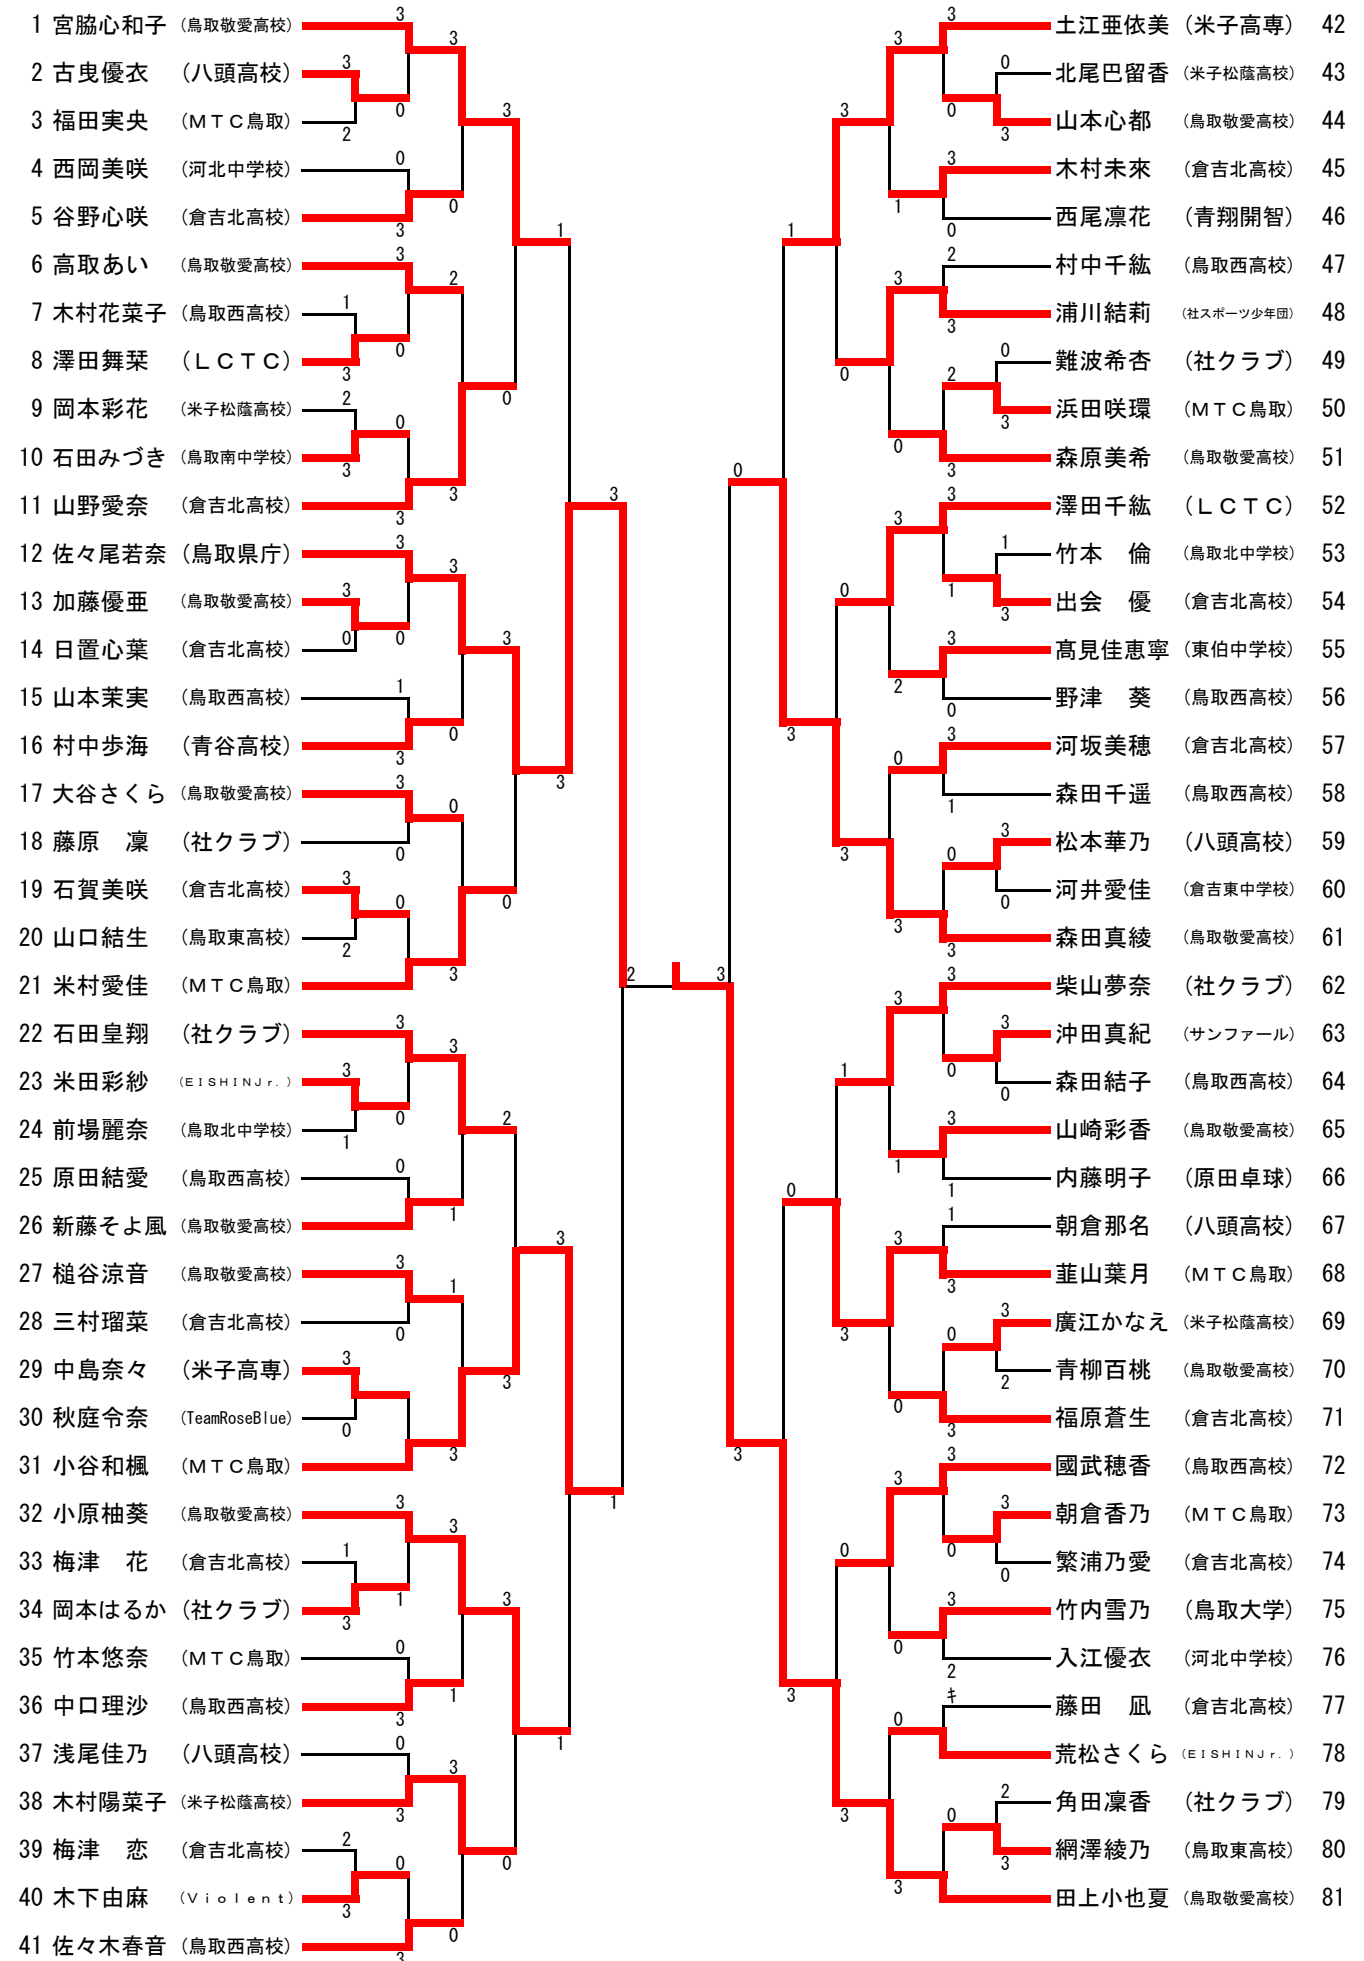 1 宮脇心和子 (鳥取敬愛高校)
2 古曳優衣 (八頭高校)
3 福田実央 (ＭＴＣ鳥取)
4 西岡美咲 (河北中学校)
5 谷野心咲 (倉吉北高校)
6 高取あい (鳥取敬愛高校)
7 木村花菜子 (鳥取西高校)
8 澤田舞栞 (ＬＣＴＣ)
9 岡本彩花 (米子松蔭高校)
10 石田みづき (鳥取南中学校)
11 山野愛奈 (倉吉北高校)
12 佐々尾若奈 (鳥取県庁)
13 加藤優亜 (鳥取敬愛高校)
14 日置心葉 (倉吉北高校)
15 山本茉実 (鳥取西高校)
16 村中歩海 (青谷高校)
17 大谷さくら (鳥取敬愛高校)
18 藤原　凜 (社クラブ)
19 石賀美咲 (倉吉北高校)
20 山口結生 (鳥取東高校)
21 米村愛佳 (ＭＴＣ鳥取)
22 石田皇翔 (社クラブ)
23 米田彩紗 (ＥＩＳＨＩＮＪｒ.)
24 前場麗奈 (鳥取北中学校)
25 原田結愛 (鳥取西高校)
26 新藤そよ風 (鳥取敬愛高校)
27 槌谷涼音 (鳥取敬愛高校)
28 三村瑠菜 (倉吉北高校)
29 中島奈々 (米子高専)
30 秋庭令奈 (TeamRoseBlue)
31 小谷和楓 (ＭＴＣ鳥取)
32 小原柚葵 (鳥取敬愛高校)
33 梅津　花 (倉吉北高校)
34 岡本はるか (社クラブ)
35 竹本悠奈 (ＭＴＣ鳥取)
36 中口理沙 (鳥取西高校)
37 浅尾佳乃 (八頭高校)
38 木村陽菜子 (米子松蔭高校)
39 梅津　恋 (倉吉北高校)
40 木下由麻 (Ｖｉｏｌｅｎｔ)
41 佐々木春音 (鳥取西高校)
土江亜依美 (米子高専) 42
北尾巴留香 (米子松蔭高校) 43
山本心都 (鳥取敬愛高校) 44
木村未來 (倉吉北高校) 45
西尾凛花 (青翔開智) 46
村中千紘 (鳥取西高校) 47
浦川結莉 (社スポーツ少年団) 48
難波希杏 (社クラブ) 49
浜田咲環 (ＭＴＣ鳥取) 50
森原美希 (鳥取敬愛高校) 51
澤田千紘 (ＬＣＴＣ) 52
竹本　倫 (鳥取北中学校) 53
出会　優 (倉吉北高校) 54
髙見佳恵寧 (東伯中学校) 55
野津　葵 (鳥取西高校) 56
河坂美穂 (倉吉北高校) 57
森田千遥 (鳥取西高校) 58
松本華乃 (八頭高校) 59
河井愛佳 (倉吉東中学校) 60
森田真綾 (鳥取敬愛高校) 61
柴山夢奈 (社クラブ) 62
沖田真紀 (サンファール) 63
森田結子 (鳥取西高校) 64
山崎彩香 (鳥取敬愛高校) 65
内藤明子 (原田卓球) 66
朝倉那名 (八頭高校) 67
韮山葉月 (ＭＴＣ鳥取) 68
廣江かなえ (米子松蔭高校) 69
青柳百桃 (鳥取敬愛高校) 70
福原蒼生 (倉吉北高校) 71
國武穂香 (鳥取西高校) 72
朝倉香乃 (ＭＴＣ鳥取) 73
繁浦乃愛 (倉吉北高校) 74
竹内雪乃 (鳥取大学) 75
入江優衣 (河北中学校) 76
藤田　凪 (倉吉北高校) 77
荒松さくら (ＥＩＳＨＩＮＪｒ.) 78
角田凜香 (社クラブ) 79
網澤綾乃 (鳥取東高校) 80
田上小也夏 (鳥取敬愛高校) 81
キ